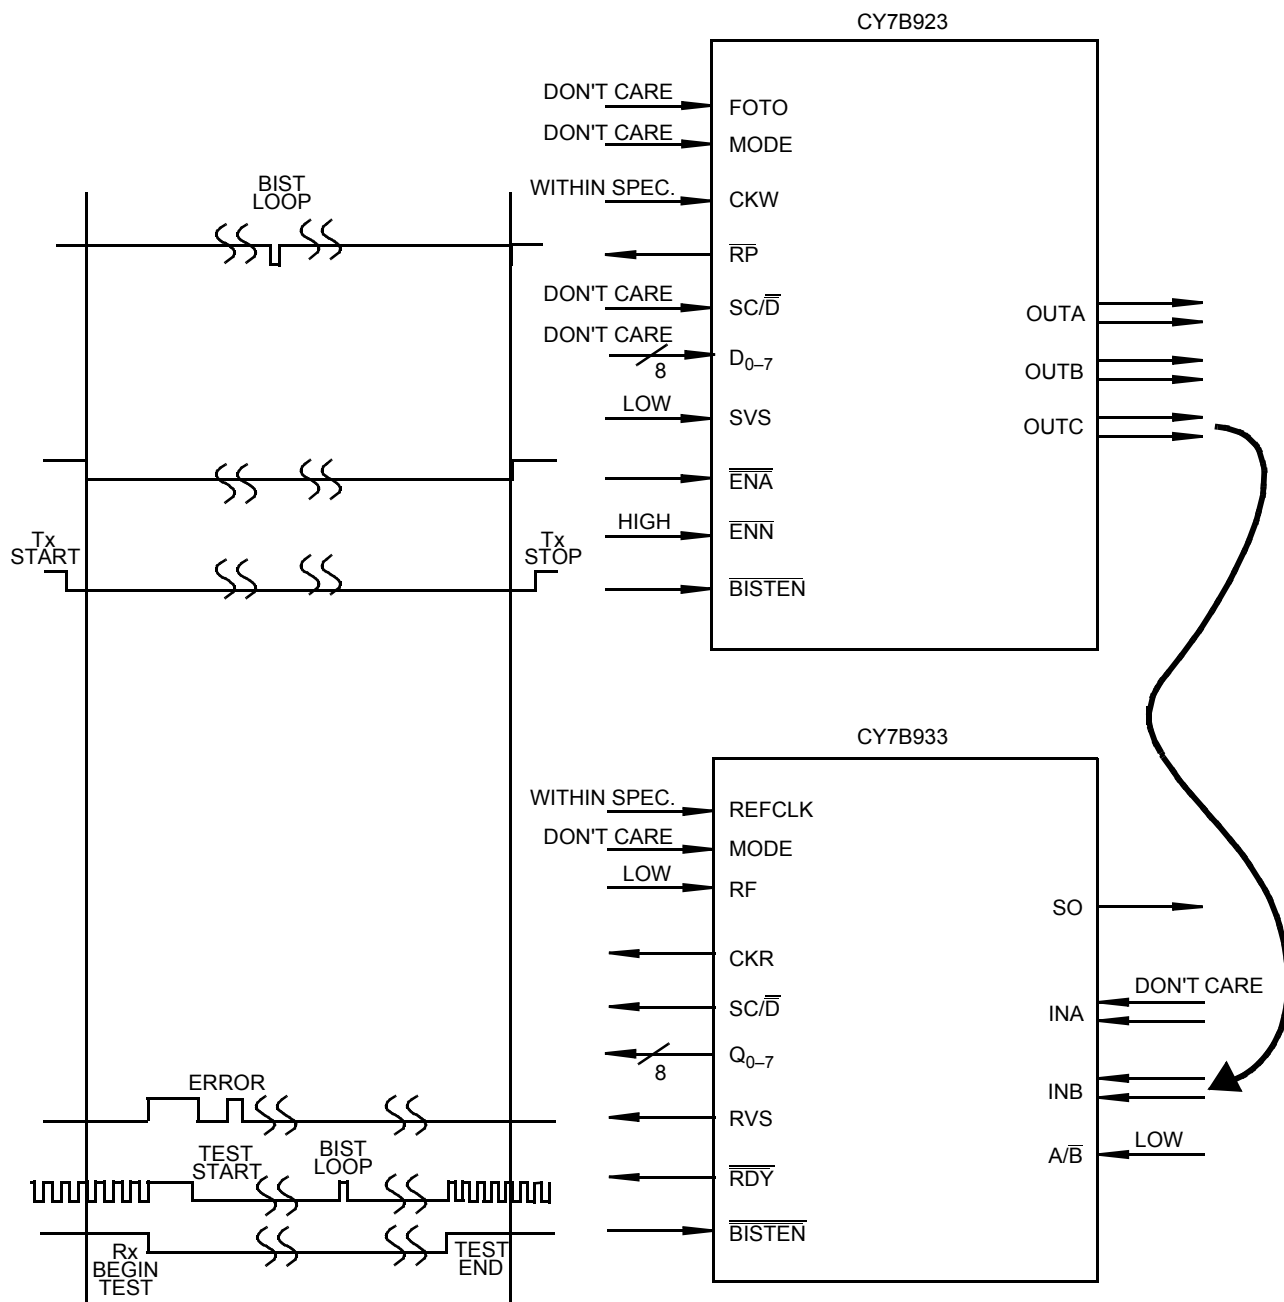 CY7B923
DON'T CARE
FOTO
DON'T CARE
MODE
BIST
LOOP
WITHIN SPEC.
CKW
RP
DON'T CARE
SC/D
OUTA
DON'T CARE
8
D0–7
OUTB
LOW
SVS
OUTC
ENA
Tx
START
Tx
STOP
HIGH
ENN
BISTEN
CY7B933
WITHIN SPEC.
REFCLK
DON'T CARE
MODE
LOW
RF
SO
CKR
DON'T CARE
SC/D
INA
8
Q0–7
ERROR
INB
RVS
TEST
START
BIST
LOOP
LOW
A/B
RDY
BISTEN
Rx
BEGIN
TEST
TEST
END